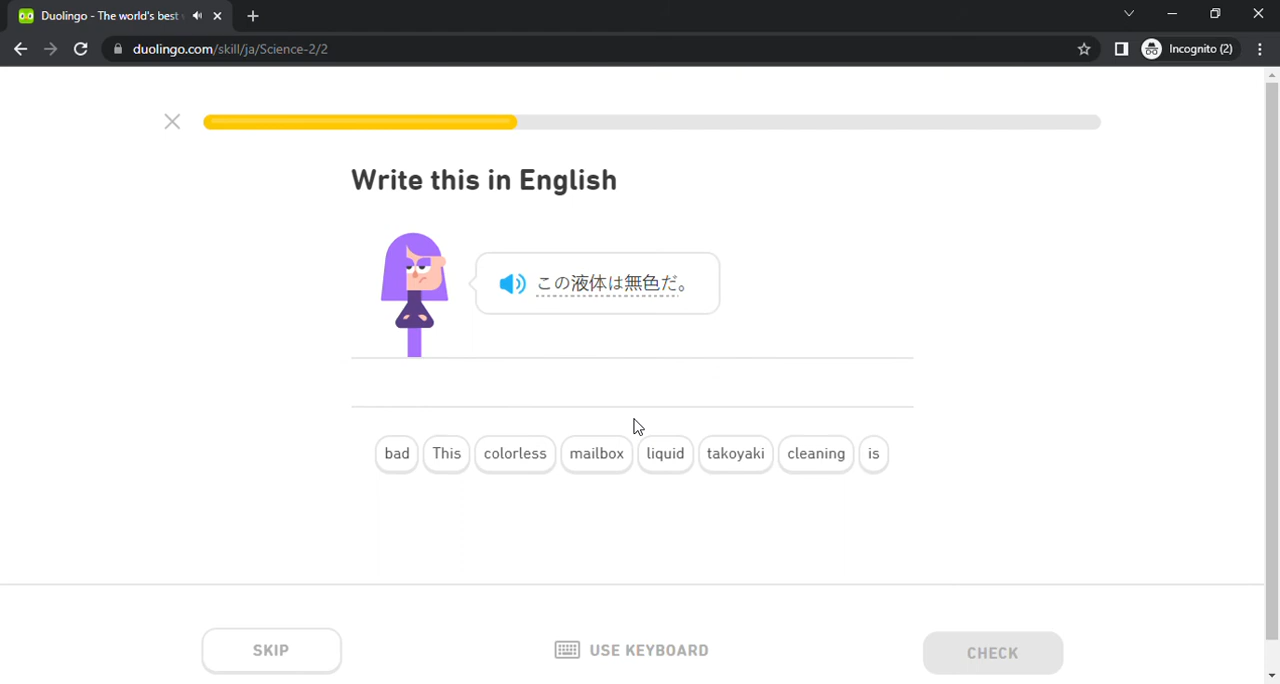 Duolingo - The world's best
duolingo.com/skill/ja/Science-2/2
Incognito (2)
Write this in English
この液体は無色だ。
bad This colorless mailbox liquid takoyaki cleaning is
SKIP
USE KEYBOARD
CHECK